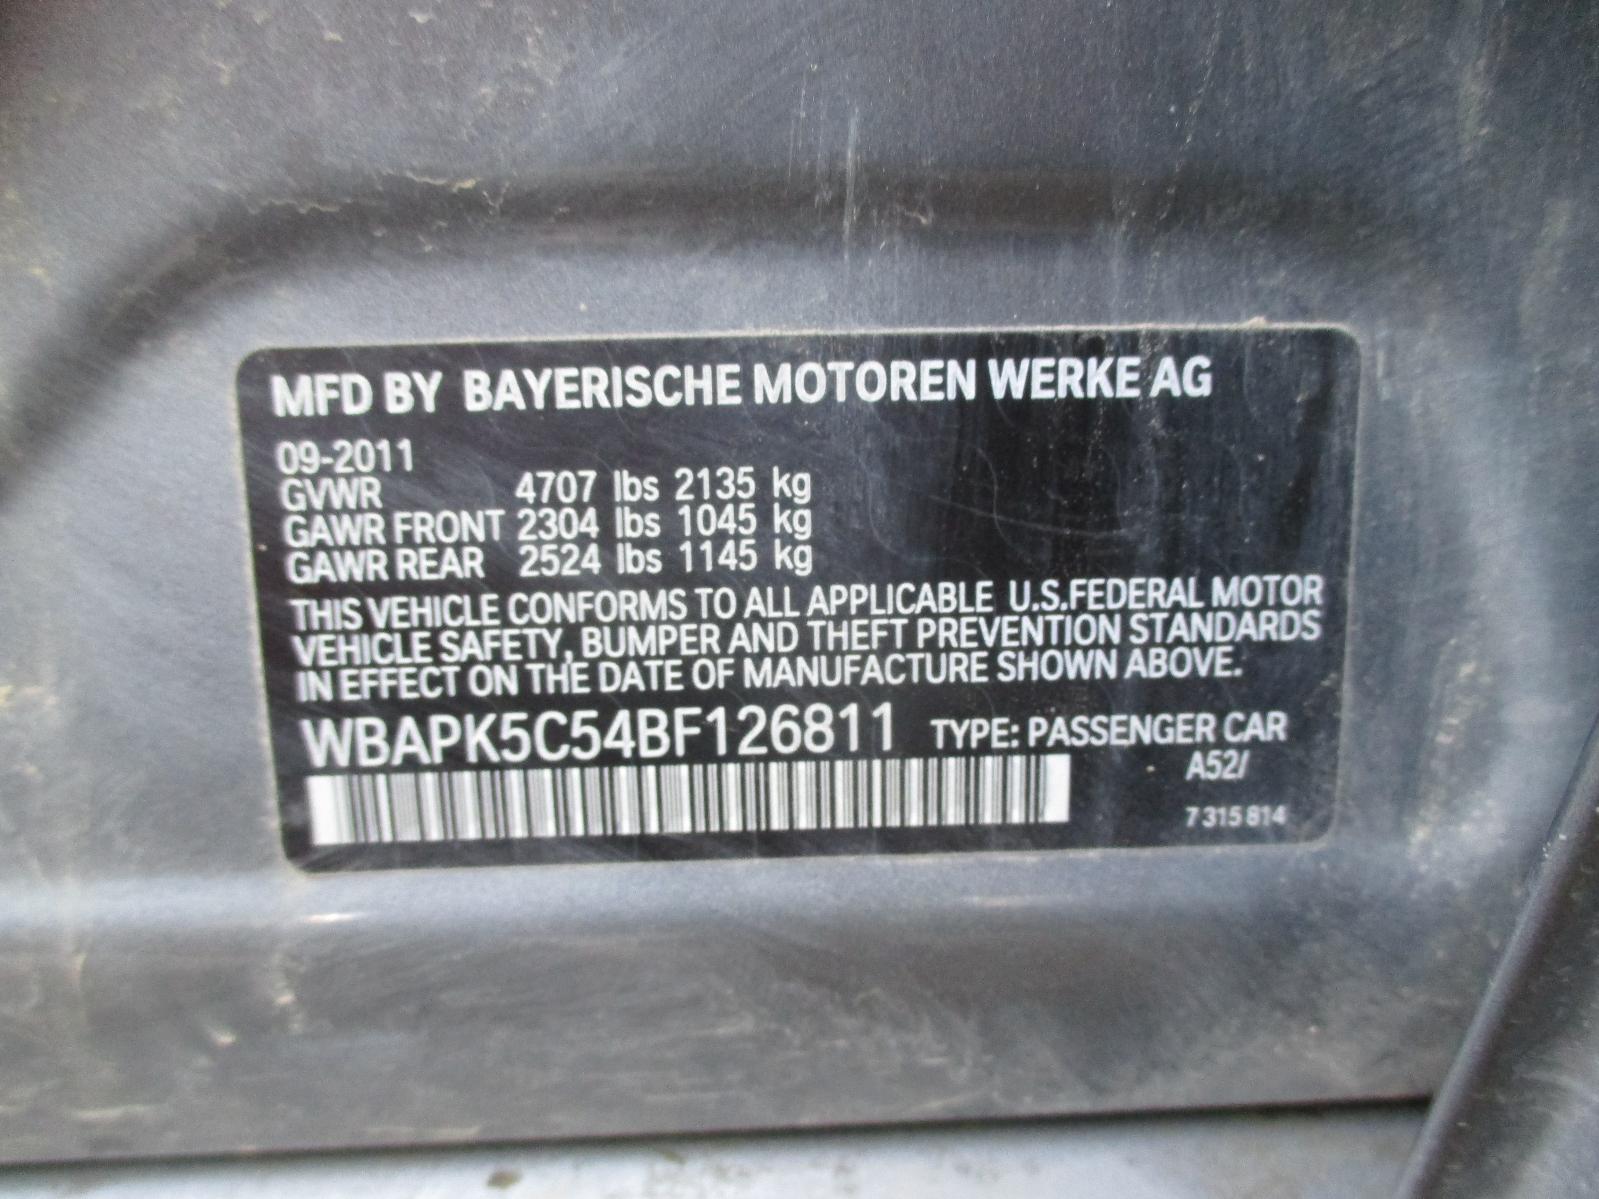 MFD BY BAYERISCHE MOTOREN WERKE AG
09-2011
GVWR 4707 lbs 2135 kg
GAWR FRONT 2304 lbs 1045 kg
GAWR REAR 2524 lbs 1145 kg
THIS VEHICLE CONFORMS TO ALL APPLICABLE U.S.FEDERAL MOTOR
VEHICLE SAFETY, BUMPER AND THEFT PREVENTION STANDARDS
IN EFFECT ON THE DATE OF MANUFACTURE SHOWN ABOVE.
WBAPK5C54BF126811 TYPE: PASSENGER CAR
A52/
7 315 814